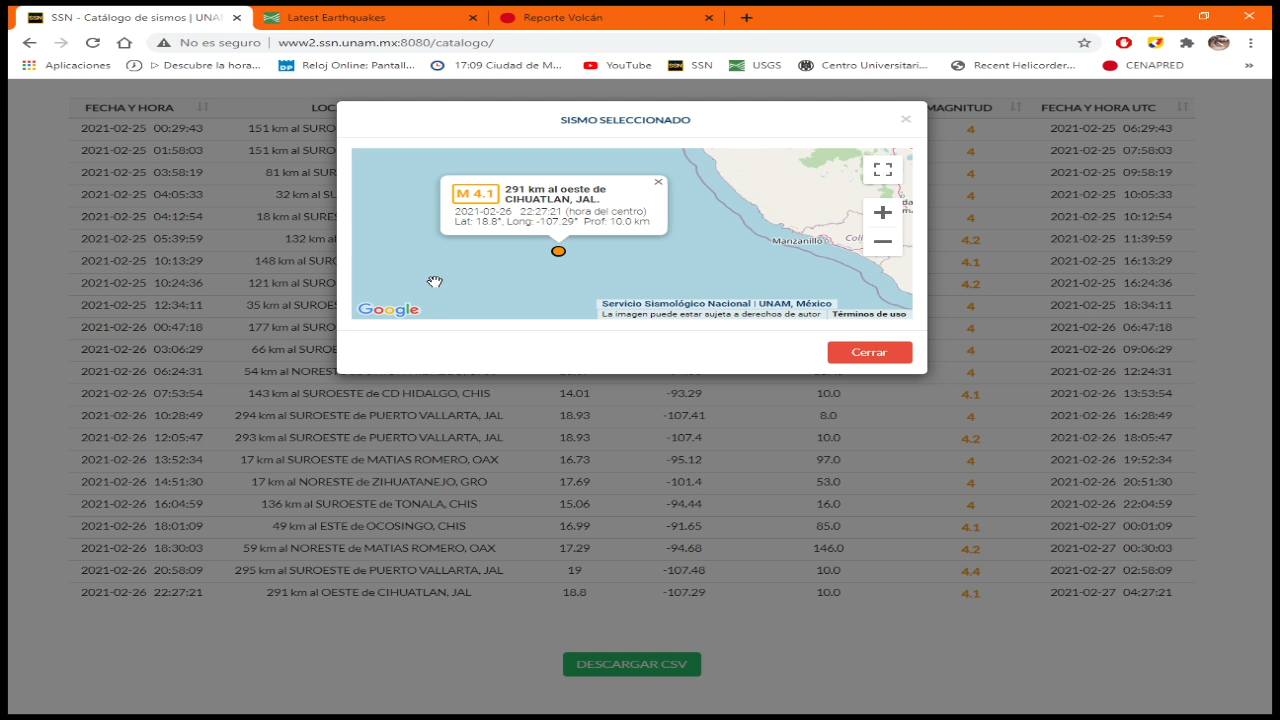 SSN - Catálogo de sismos | UNA
Latest Earthquakes
Reporte Volcán
No es seguro | www2.ssn.unam.mx:8080/catalogo/
Aplicaciones
Descubre la hora...
Reloj Online: Pantall...
17:09 Ciudad de M...
YouTube
SSN
USGS
Centro Universitari...
Recent Helicorder...
CENAPRED
FECHA Y HORA LOC MAGNITUD FECHA Y HORA UTC
2021-02-25 00:29:43 151 km al SURO 4 2021-02-25 06:29:43
2021-02-25 01:58:03 151 km al SURO 4 2021-02-25 07:58:03
2021-02-25 03:58:19 81 km al SURO 4 2021-02-25 09:58:19
2021-02-25 04:05:33 32 km al SU 4 2021-02-25 10:05:33
2021-02-25 04:12:54 18 km al SURES 4 2021-02-25 10:12:54
2021-02-25 05:39:59 132 km al 4.2 2021-02-25 11:39:59
2021-02-25 10:13:29 148 km al SURO 4.1 2021-02-25 16:13:29
2021-02-25 10:24:36 121 km al SURO 4.2 2021-02-25 16:24:36
2021-02-25 12:34:11 35 km al SUROES 4 2021-02-25 18:34:11
2021-02-26 00:47:18 177 km al SURO 4 2021-02-26 06:47:18
2021-02-26 03:06:29 66 km al SUROE 4 2021-02-26 09:06:29
2021-02-26 06:24:31 54 km al NOREST 4 2021-02-26 12:24:31
2021-02-26 07:53:54 143 km al SUROESTE de CD HIDALGO, CHIS 14.01 -93.29 10.0 4.1 2021-02-26 13:53:54
2021-02-26 10:28:49 294 km al SUROESTE de PUERTO VALLARTA, JAL 18.93 -107.41 8.0 4 2021-02-26 16:28:49
2021-02-26 12:05:47 293 km al SUROESTE de PUERTO VALLARTA, JAL 18.93 -107.4 10.0 4.2 2021-02-26 18:05:47
2021-02-26 13:52:34 17 km al SUROESTE de MATIAS ROMERO, OAX 16.73 -95.12 97.0 4 2021-02-26 19:52:34
2021-02-26 14:51:30 17 km al NORESTE de ZIHUATANEJO, GRO 17.69 -101.4 53.0 4 2021-02-26 20:51:30
2021-02-26 16:04:59 136 km al SUROESTE de TONALA, CHIS 15.06 -94.44 16.0 4 2021-02-26 22:04:59
2021-02-26 18:01:09 49 km al ESTE de OCOSINGO, CHIS 16.99 -91.65 85.0 4.1 2021-02-27 00:01:09
2021-02-26 18:30:03 59 km al NORESTE de MATIAS ROMERO, OAX 17.29 -94.68 146.0 4.2 2021-02-27 00:30:03
2021-02-26 20:58:09 295 km al SUROESTE de PUERTO VALLARTA, JAL 19 -107.48 10.0 4.4 2021-02-27 02:58:09
2021-02-26 22:27:21 291 km al OESTE de CIHUATLAN, JAL 18.8 -107.29 10.0 4.1 2021-02-27 04:27:21
SISMO SELECCIONADO
M 4.1
291 km al oeste de
CIHUATLAN, JAL.
2021-02-26 22:27:21 (hora del centro)
Lat: 18.8°, Long: -107.29° Prof: 10.0 km
Manzanillo
Coli
Google
Servicio Sismológico Nacional | UNAM, México
La imagen puede estar sujeta a derechos de autor
Términos de uso
Cerrar
DESCARGAR CSV